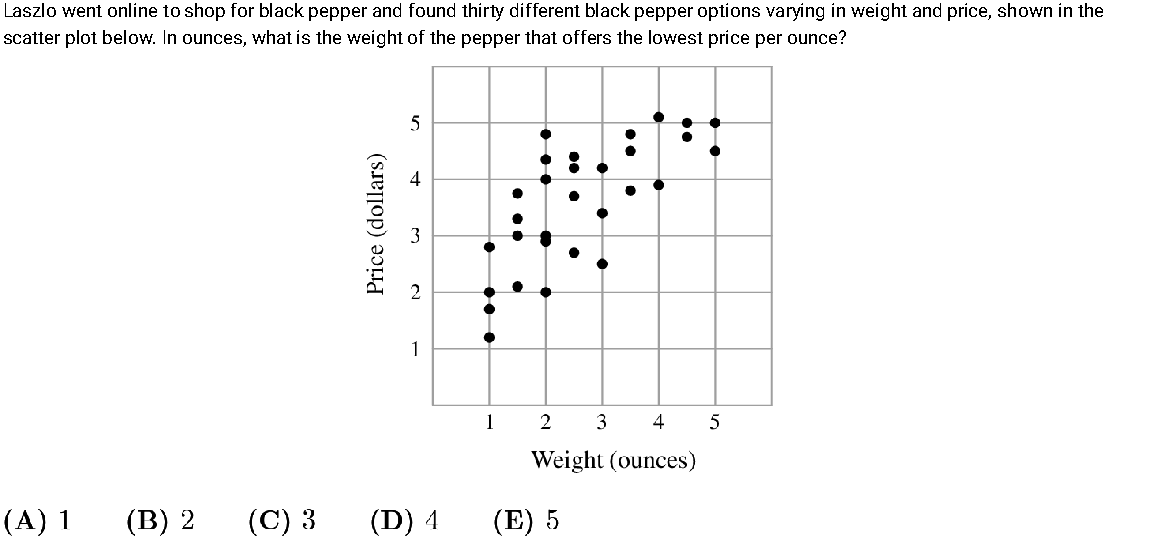 Laszlo went online to shop for black pepper and found thirty different black pepper options varying in weight and price, shown in the
scatter plot below. In ounces, what is the weight of the pepper that offers the lowest price per ounce?
5
4
3
2
1
Price (dollars)
1 2 3 4 5
Weight (ounces)
(A) 1 (B) 2 (C) 3 (D) 4 (E) 5